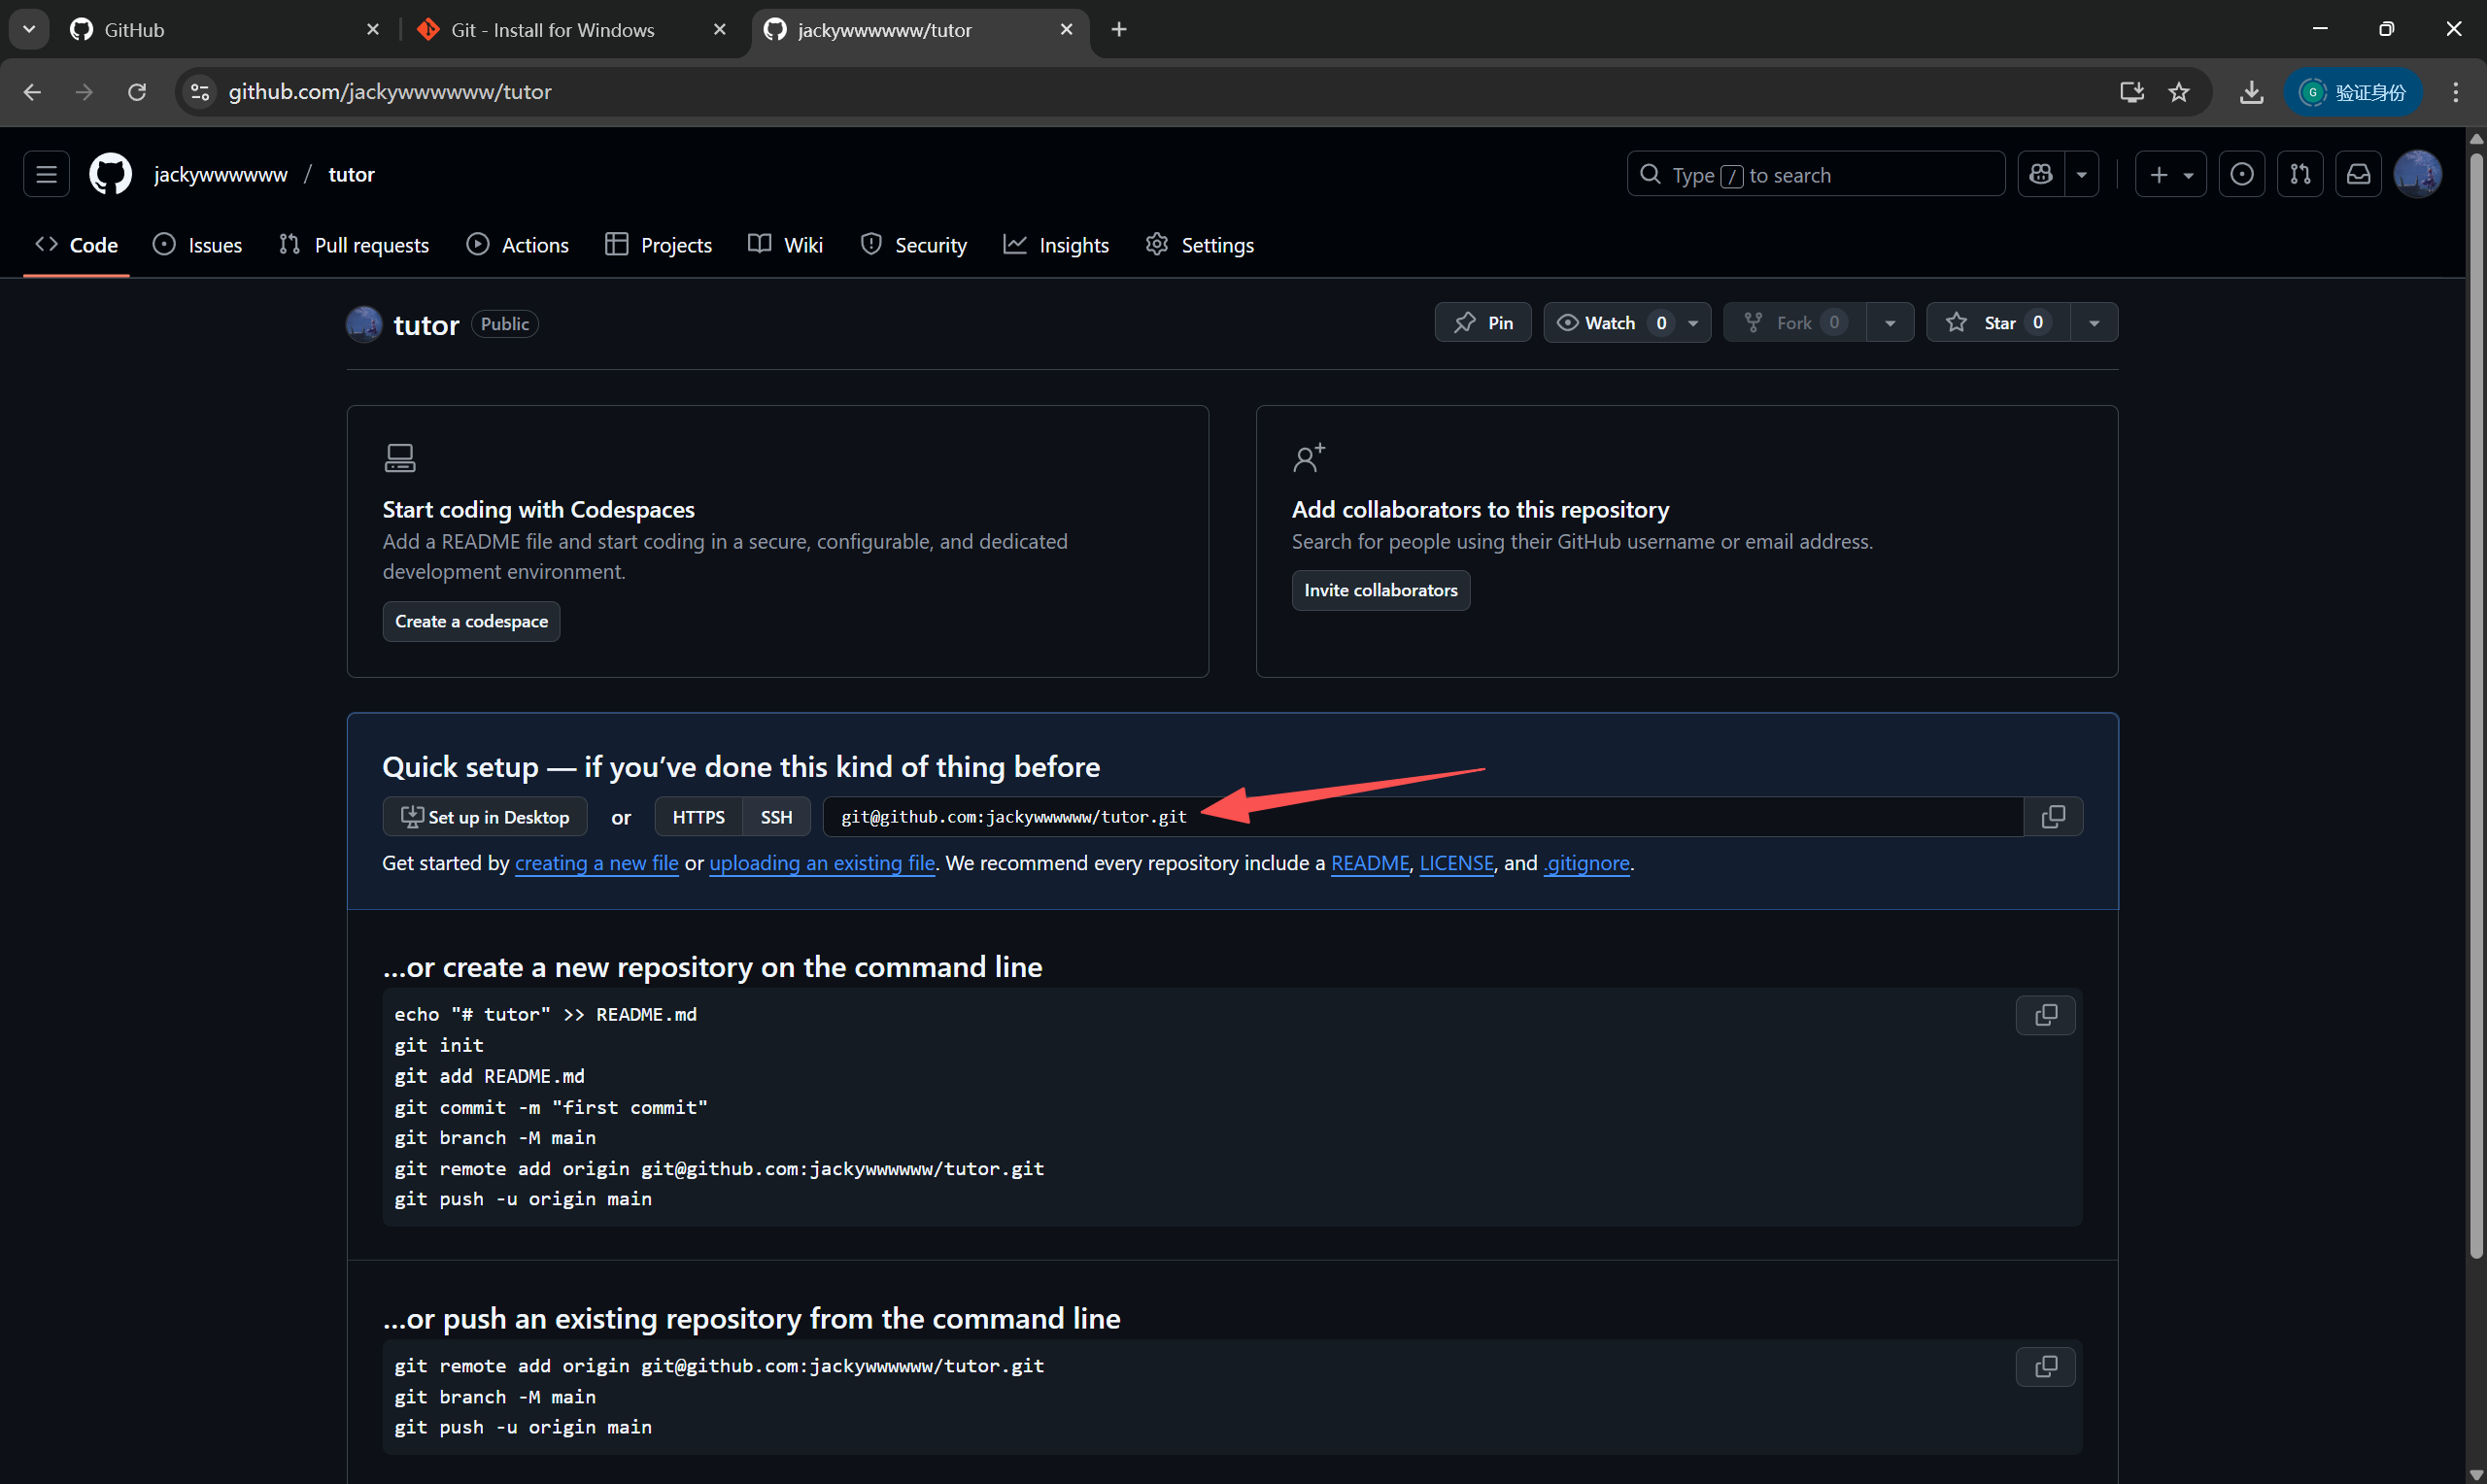 GitHub
Git - Install for Windows
jackywwwwww/tutor
github.com/jackywwwwww/tutor
G 验证身份
jackywwwwww / tutor
Type / to search
Code
Issues
Pull requests
Actions
Projects
Wiki
Security
Insights
Settings
tutor Public
Pin
Watch 0
Fork 0
Star 0
Start coding with Codespaces
Add a README file and start coding in a secure, configurable, and dedicated
development environment.
Create a codespace
Add collaborators to this repository
Search for people using their GitHub username or email address.
Invite collaborators
Quick setup — if you’ve done this kind of thing before
Set up in Desktop or HTTPS SSH git@github.com:jackywwwwww/tutor.git
Get started by creating a new file or uploading an existing file. We recommend every repository include a README, LICENSE, and .gitignore.
…or create a new repository on the command line
echo "# tutor" >> README.md
git init
git add README.md
git commit -m "first commit"
git branch -M main
git remote add origin git@github.com:jackywwwwww/tutor.git
git push -u origin main
…or push an existing repository from the command line
git remote add origin git@github.com:jackywwwwww/tutor.git
git branch -M main
git push -u origin main